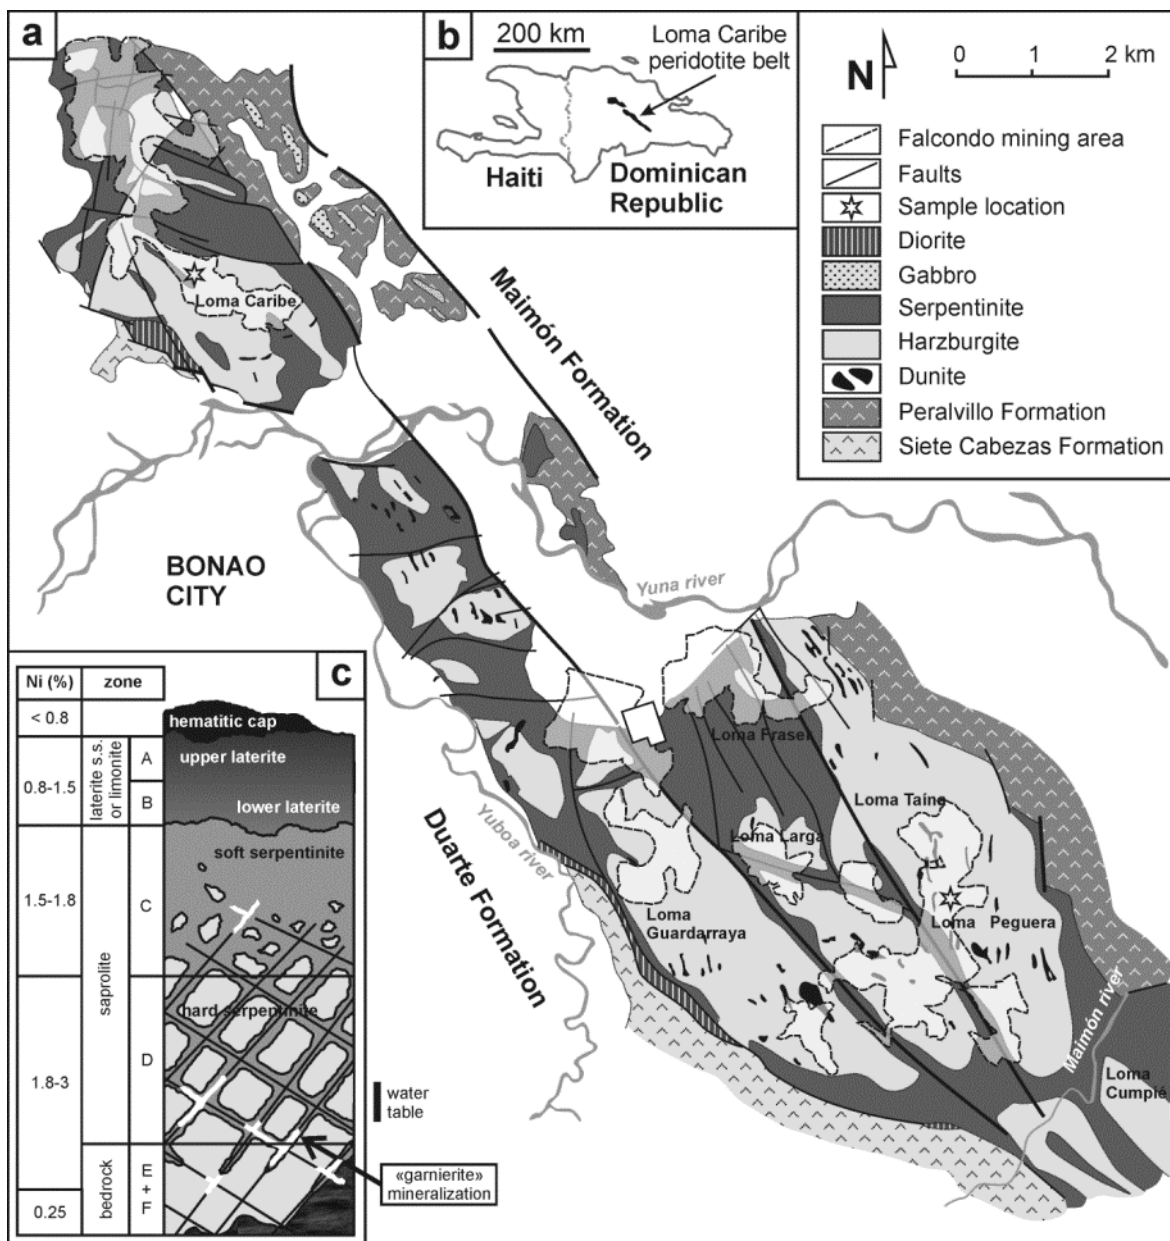 a
b
200 km
Loma Caribe
peridotite belt
Haiti
Dominican
Republic
N
0 1 2 km
Falcondo mining area
Faults
Sample location
Diorite
Gabbro
Serpentinite
Harzburgite
Dunite
Peralvillo Formation
Siete Cabezas Formation
Loma Caribe
Maimón Formation
BONAO
CITY
Yuna river
Loma Fraser
Loma Taína
Loma Larga
Loma Peguera
Loma
Guardarraya
Yuboa river
Duarte Formation
Maimón river
Loma
Cumpié
c
Ni (%) zone
< 0.8
hematitic cap
0.8-1.5
laterite s.s.
or limonite
A
upper laterite
B
lower laterite
1.5-1.8
saprolite
C
soft serpentinite
1.8-3
D
hard serpentinite
water
table
bedrock
E
+
F
0.25
«garnierite»
mineralization